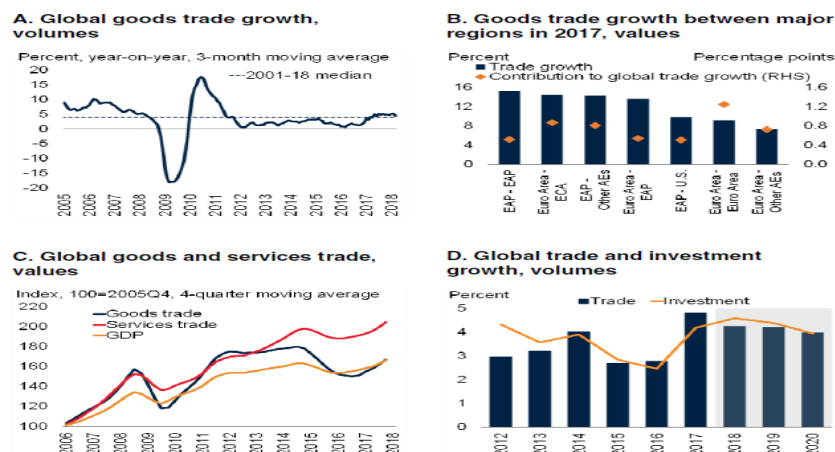 A. Global goods trade growth,
volumes
Percent, year-on-year, 3-month moving average
20
15
10
5
0
-5
-10
-15
-20
---2001-18 median
2005
2006
2007
2008
2009
2010
2011
2012
2013
2014
2015
2016
2017
2018
B. Goods trade growth between major
regions in 2017, values
Percent
Percentage points
Trade growth
Contribution to global trade growth (RHS)
16
12
8
4
0
1.6
1.2
0.8
0.4
0.0
EAP - EAP
Euro Area -
ECA
EAP -
Other AEs
Euro Area -
EAP
EAP - U.S.
Euro Area -
Euro Area
Euro Area -
Other AEs
C. Global goods and services trade,
values
Index, 100=2005Q4, 4-quarter moving average
220
200
180
160
140
120
100
Goods trade
Services trade
GDP
2006
2007
2008
2009
2010
2011
2012
2013
2014
2015
2016
2017
2018
D. Global trade and investment
growth, volumes
Percent
Trade
Investment
5
4
3
2
1
0
2012
2013
2014
2015
2016
2017
2018
2019
2020